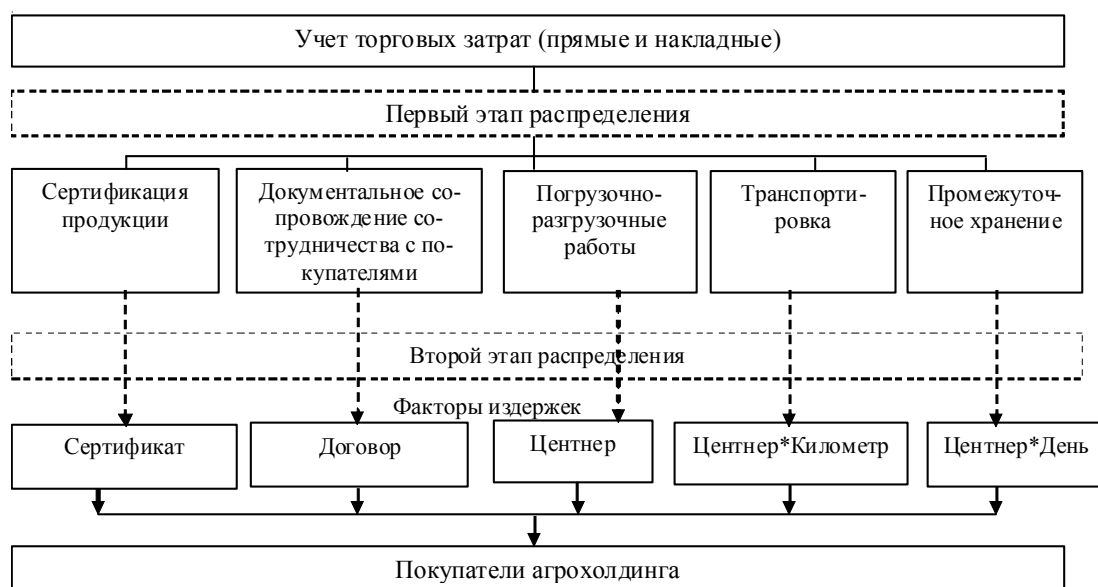 Учет торговых затрат (прямые и накладные)
Первый этап распределения
Сертификация
продукции
Документальное со-
провождение со-
трудничества с по-
купателями
Погрузочно-
разгрузочные
работы
Транспорти-
ровка
Промежуточ-
ное хранение
Второй этап распределения
Факторы издержек
Сертификат
Договор
Центнер
Центнер*Километр
Центнер*День
Покупатели агрохолдинга